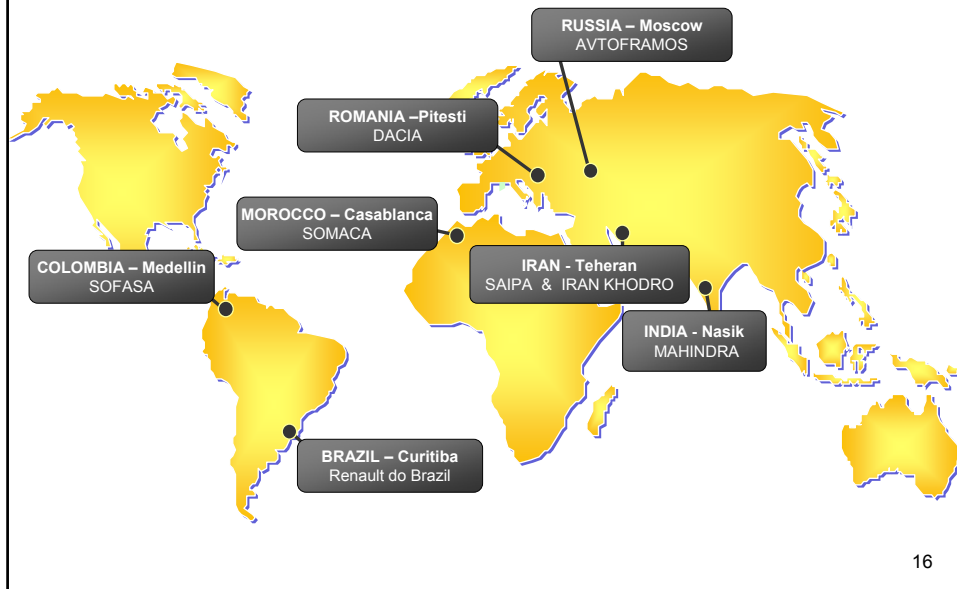 RUSSIA – Moscow
AVTOFRAMOS
ROMANIA –Pitesti
DACIA
MOROCCO – Casablanca
SOMACA
COLOMBIA – Medellin
SOFASA
IRAN - Teheran
SAIPA & IRAN KHODRO
INDIA - Nasik
MAHINDRA
BRAZIL – Curitiba
Renault do Brazil
16